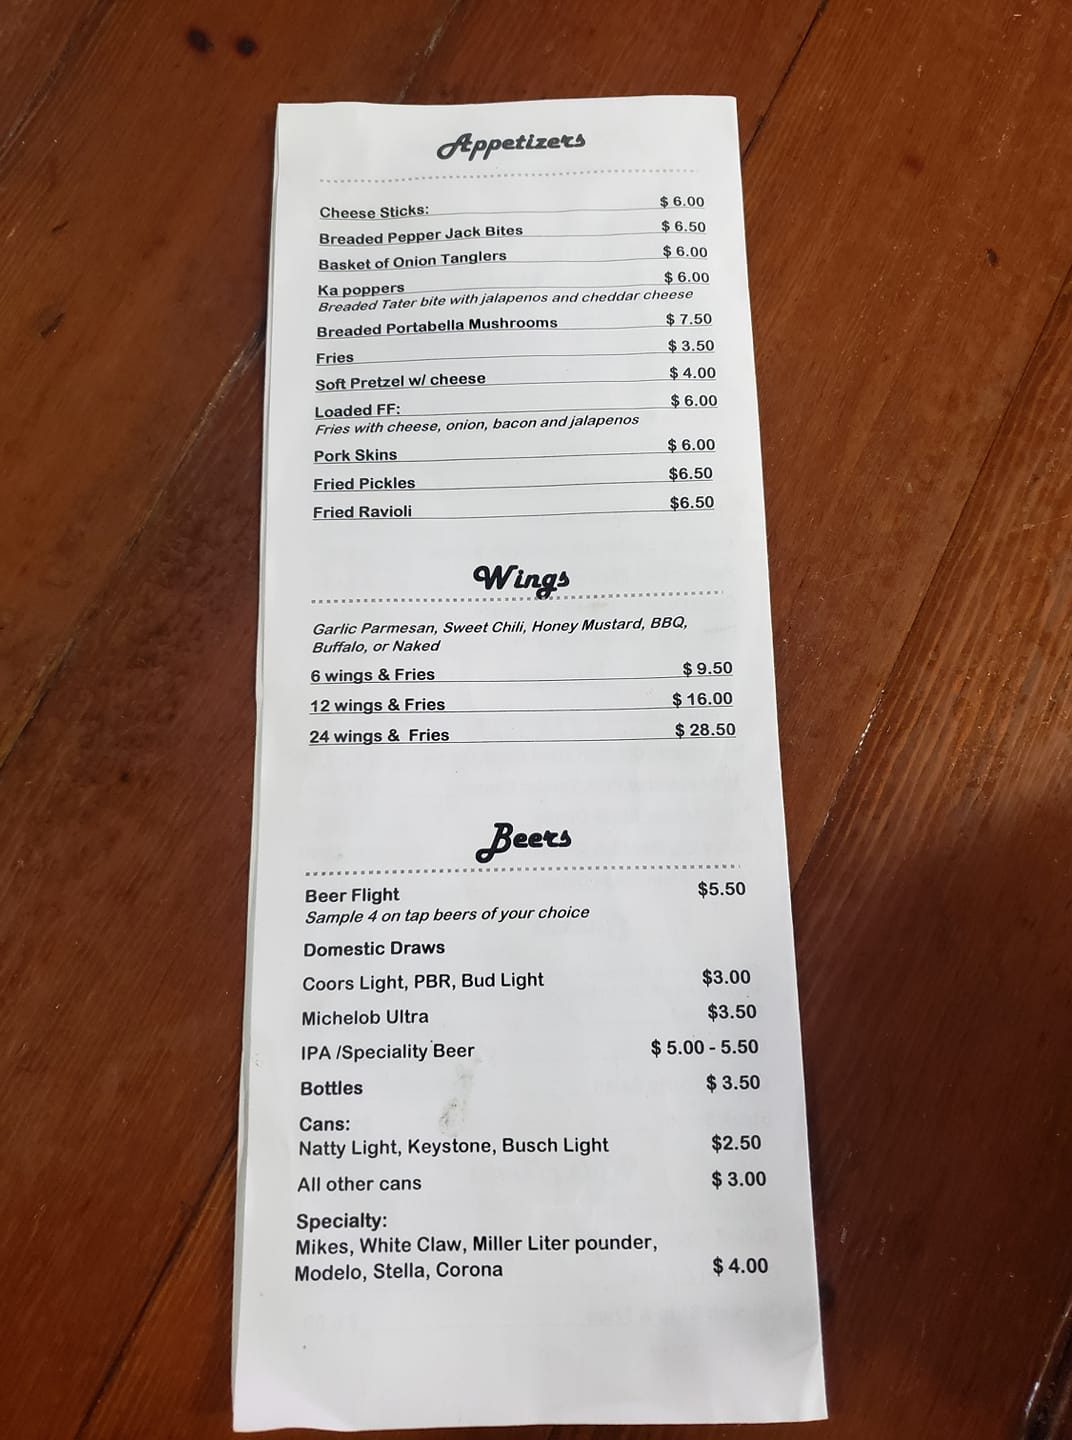 Appetizers
Cheese Sticks: $ 6.00
Breaded Pepper Jack Bites $ 6.50
Basket of Onion Tanglers $ 6.00
Ka poppers $ 6.00
Breaded Tater bite with jalapenos and cheddar cheese
Breaded Portabella Mushrooms $ 7.50
Fries $ 3.50
Soft Pretzel w/ cheese $ 4.00
Loaded FF: $ 6.00
Fries with cheese, onion, bacon and jalapenos
Pork Skins $ 6.00
Fried Pickles $6.50
Fried Ravioli $6.50
Wings
Garlic Parmesan, Sweet Chili, Honey Mustard, BBQ,
Buffalo, or Naked
6 wings & Fries $ 9.50
12 wings & Fries $ 16.00
24 wings & Fries $ 28.50
Beers
Beer Flight $5.50
Sample 4 on tap beers of your choice
Domestic Draws
Coors Light, PBR, Bud Light $3.00
Michelob Ultra $3.50
IPA /Speciality Beer $ 5.00 - 5.50
Bottles $ 3.50
Cans:
Natty Light, Keystone, Busch Light $2.50
All other cans $ 3.00
Specialty:
Mikes, White Claw, Miller Liter pounder,
Modelo, Stella, Corona $ 4.00